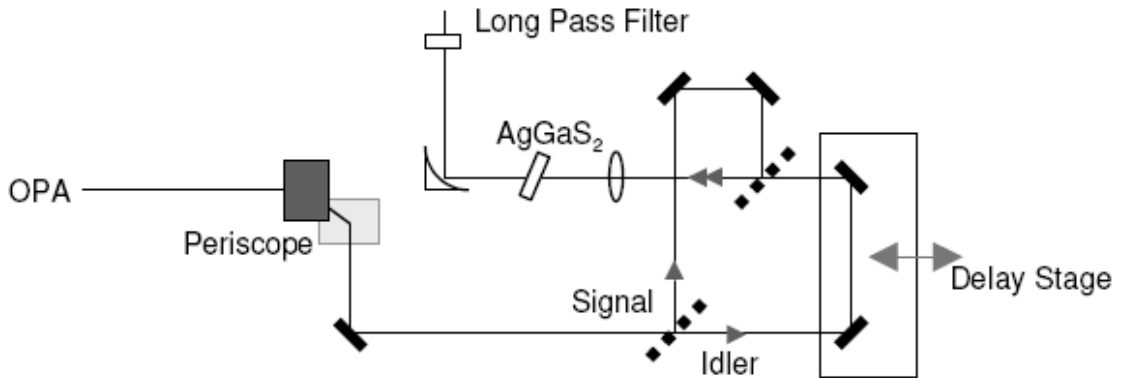 Long Pass Filter
AgGaS₂
OPA
Periscope
Signal
Delay Stage
Idler